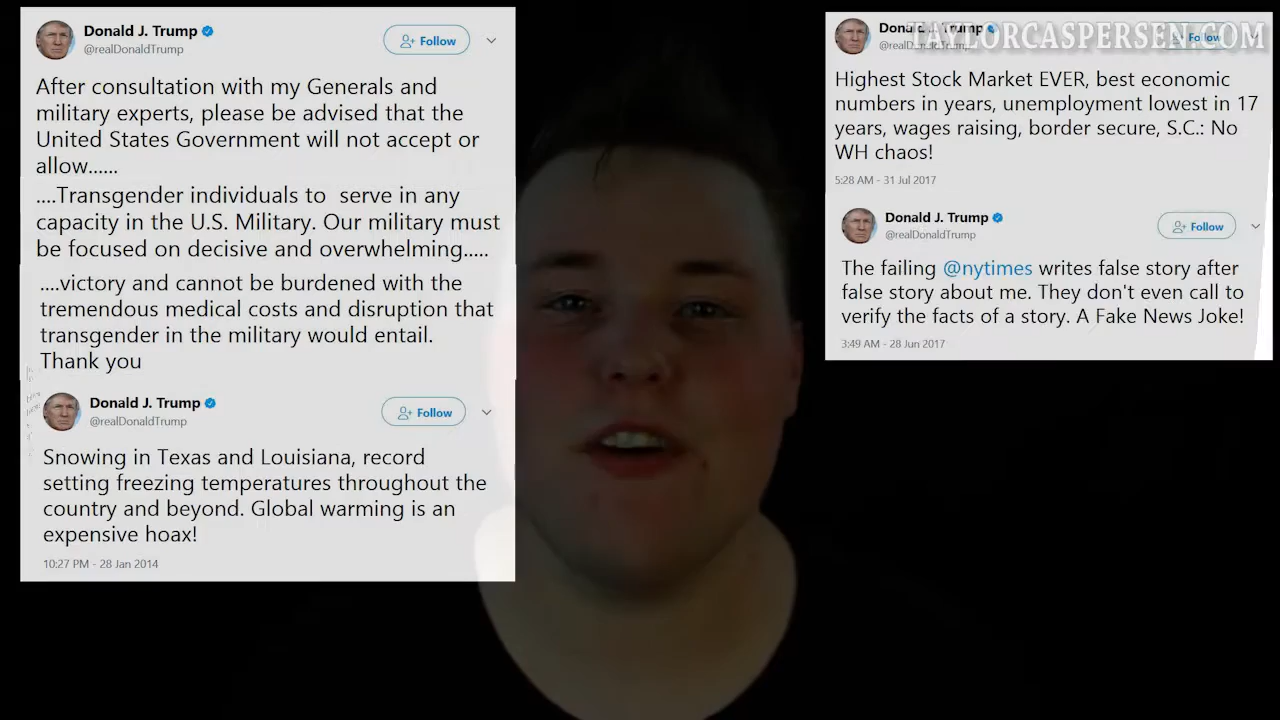 Donald J. Trump
@realDonaldTrump
Follow
After consultation with my Generals and
military experts, please be advised that the
United States Government will not accept or
allow......
....Transgender individuals to serve in any
capacity in the U.S. Military. Our military must
be focused on decisive and overwhelming.....
....victory and cannot be burdened with the
tremendous medical costs and disruption that
transgender in the military would entail.
Thank you
Donald J. Trump
@realDonaldTrump
Follow
Snowing in Texas and Louisiana, record
setting freezing temperatures throughout the
country and beyond. Global warming is an
expensive hoax!
10:27 PM - 28 Jan 2014
TAYLORCASPERSEN.COM
Donald J. Trump
@realDonaldTrump
Follow
Highest Stock Market EVER, best economic
numbers in years, unemployment lowest in 17
years, wages raising, border secure, S.C.: No
WH chaos!
5:28 AM - 31 Jul 2017
Donald J. Trump
@realDonaldTrump
Follow
The failing @nytimes writes false story after
false story about me. They don't even call to
verify the facts of a story. A Fake News Joke!
3:49 AM - 28 Jun 2017